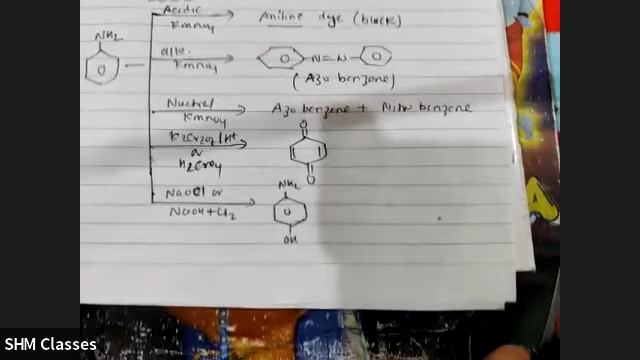 Acidic
KMnO4
Aniline dye (black)
NH2
alk.
KMnO4
N=N
(Azo benzene)
Nuctrel
KMnO4
Azo benzene + Nitro benzene
K2Cr2O7/H+
or
H2CrO4
O
O
NaOCl or
NaOH+Cl2
NH2
OH
SHM Classes